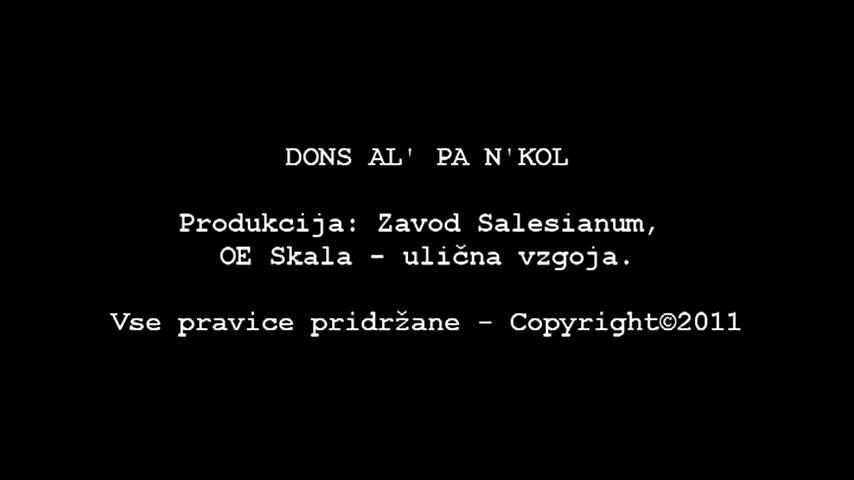 DONS AL' PA N'KOL
Produkcija: Zavod Salesianum,
OE Skala - ulična vzgoja.
Vse pravice pridržane - Copyright©2011